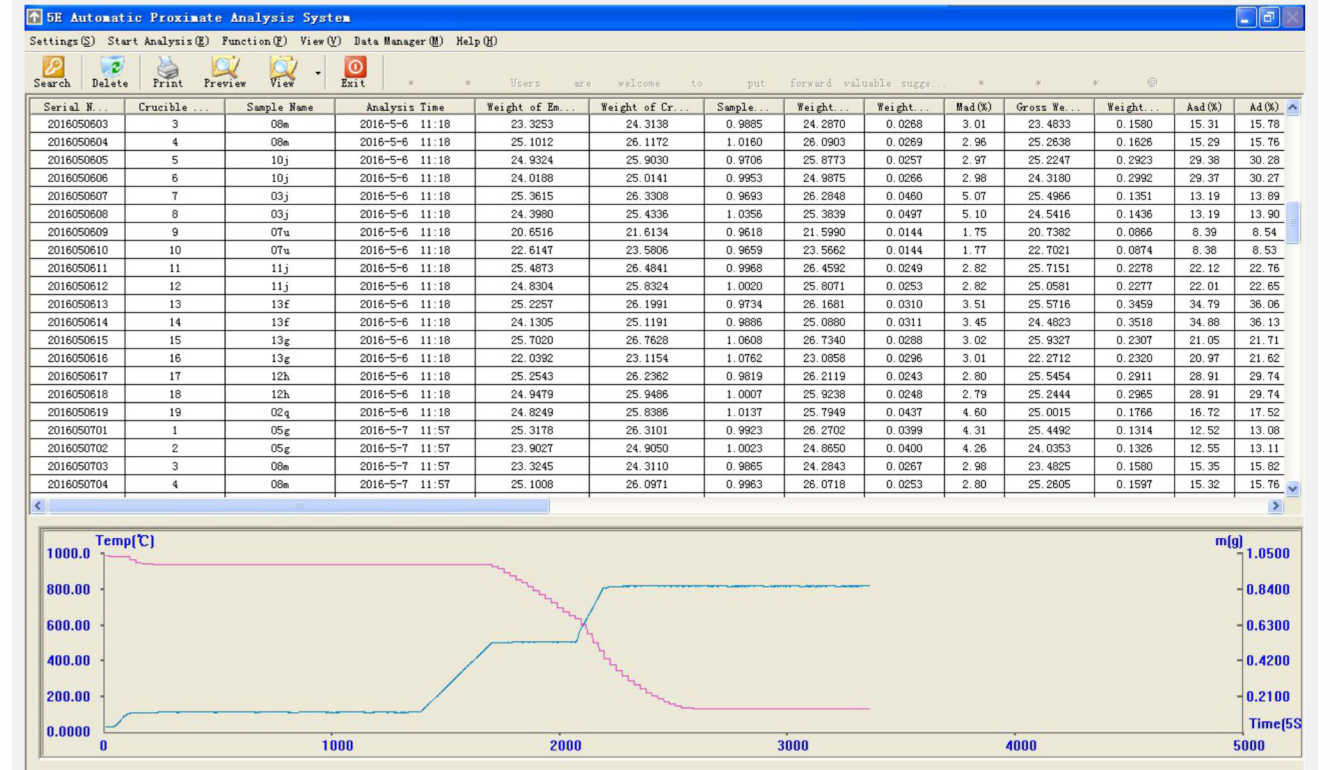 5E Automatic Proximate Analysis System
Settings(S) Start Analysis(E) Function(F) View(V) Data Manager(M) Help(H)
Search Delete Print Preview View Exit * * Users are welcome to put forward valuable sugge... * * * ◎
Serial N... Crucible ... Sample Name Analysis Time Weight of Em... Weight of Cr... Sample... Weight... Weight... Mad(%) Gross We... Weight... Aad(%) Ad(%)
2016050603 3 08m 2016-5-6 11:18 23.3253 24.3138 0.9885 24.2870 0.0268 3.01 23.4833 0.1580 15.31 15.78
2016050604 4 08m 2016-5-6 11:18 25.1012 26.1172 1.0160 26.0903 0.0269 2.96 25.2638 0.1626 15.29 15.76
2016050605 5 10j 2016-5-6 11:18 24.9324 25.9030 0.9706 25.8773 0.0257 2.97 25.2247 0.2923 29.38 30.28
2016050606 6 10j 2016-5-6 11:18 24.0188 25.0141 0.9953 24.9875 0.0266 2.98 24.3180 0.2992 29.37 30.27
2016050607 7 03j 2016-5-6 11:18 25.3615 26.3308 0.9693 26.2848 0.0460 5.07 25.4966 0.1351 13.19 13.89
2016050608 8 03j 2016-5-6 11:18 24.3980 25.4336 1.0356 25.3839 0.0497 5.10 24.5416 0.1436 13.19 13.90
2016050609 9 07u 2016-5-6 11:18 20.6516 21.6134 0.9618 21.5990 0.0144 1.75 20.7382 0.0866 8.39 8.54
2016050610 10 07u 2016-5-6 11:18 22.6147 23.5806 0.9659 23.5662 0.0144 1.77 22.7021 0.0874 8.38 8.53
2016050611 11 11j 2016-5-6 11:18 25.4873 26.4841 0.9968 26.4592 0.0249 2.82 25.7151 0.2278 22.12 22.76
2016050612 12 11j 2016-5-6 11:18 24.8304 25.8324 1.0020 25.8071 0.0253 2.82 25.0581 0.2277 22.01 22.65
2016050613 13 13f 2016-5-6 11:18 25.2257 26.1991 0.9734 26.1681 0.0310 3.51 25.5716 0.3459 34.79 36.06
2016050614 14 13f 2016-5-6 11:18 24.1305 25.1191 0.9886 25.0880 0.0311 3.45 24.4823 0.3518 34.88 36.13
2016050615 15 13g 2016-5-6 11:18 25.7020 26.7628 1.0608 26.7340 0.0288 3.02 25.9327 0.2307 21.05 21.71
2016050616 16 13g 2016-5-6 11:18 22.0392 23.1154 1.0762 23.0858 0.0296 3.01 22.2712 0.2320 20.97 21.62
2016050617 17 12h 2016-5-6 11:18 25.2543 26.2362 0.9819 26.2119 0.0243 2.80 25.5454 0.2911 28.91 29.74
2016050618 18 12h 2016-5-6 11:18 24.9479 25.9486 1.0007 25.9238 0.0248 2.79 25.2444 0.2965 28.91 29.74
2016050619 19 02q 2016-5-6 11:18 24.8249 25.8386 1.0137 25.7949 0.0437 4.60 25.0015 0.1766 16.72 17.52
2016050701 1 05g 2016-5-7 11:57 25.3178 26.3101 0.9923 26.2702 0.0399 4.31 25.4492 0.1314 12.52 13.08
2016050702 2 05g 2016-5-7 11:57 23.9027 24.9050 1.0023 24.8650 0.0400 4.26 24.0353 0.1326 12.55 13.11
2016050703 3 08m 2016-5-7 11:57 23.3245 24.3110 0.9865 24.2843 0.0267 2.98 23.4825 0.1580 15.35 15.82
2016050704 4 08m 2016-5-7 11:57 25.1008 26.0971 0.9963 26.0718 0.0253 2.80 25.2605 0.1597 15.32 15.76
Temp(℃) m(g)
1000.0 1.0500
800.00 0.8400
600.00 0.6300
400.00 0.4200
200.00 0.2100
0.0000 Time(5S
0 1000 2000 3000 4000 5000